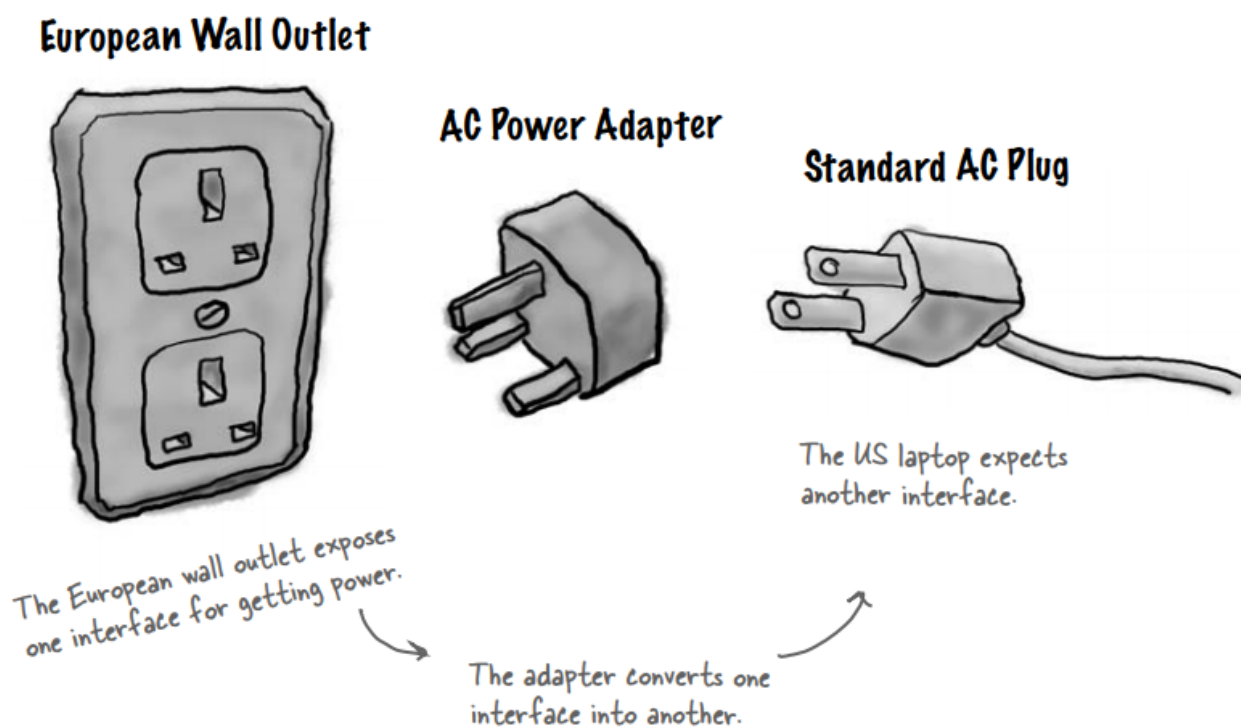 European Wall Outlet
AC Power Adapter
Standard AC Plug
The US laptop expects
another interface.
The European wall outlet exposes
one interface for getting power.
The adapter converts one
interface into another.